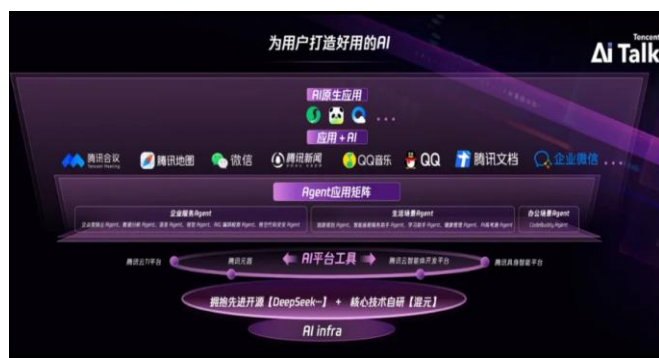 为用户打造好用的AI
Tencent
Ai Talk
AI原生应用
...
应用 + AI
腾讯会议
Tencent Meeting
腾讯地图
微信
腾讯新闻
QQ音乐
QQ
腾讯文档
企业微信
...
Agent应用矩阵
企业服务Agent
生活场景Agent
办公场景Agent
CodeBuddy Agent
腾讯云TI平台
腾讯元器
AI平台工具
腾讯云智能体开发平台
腾讯具身智能平台
拥抱先进开源【DeepSeek…】 + 核心技术自研【混元】
AI infra